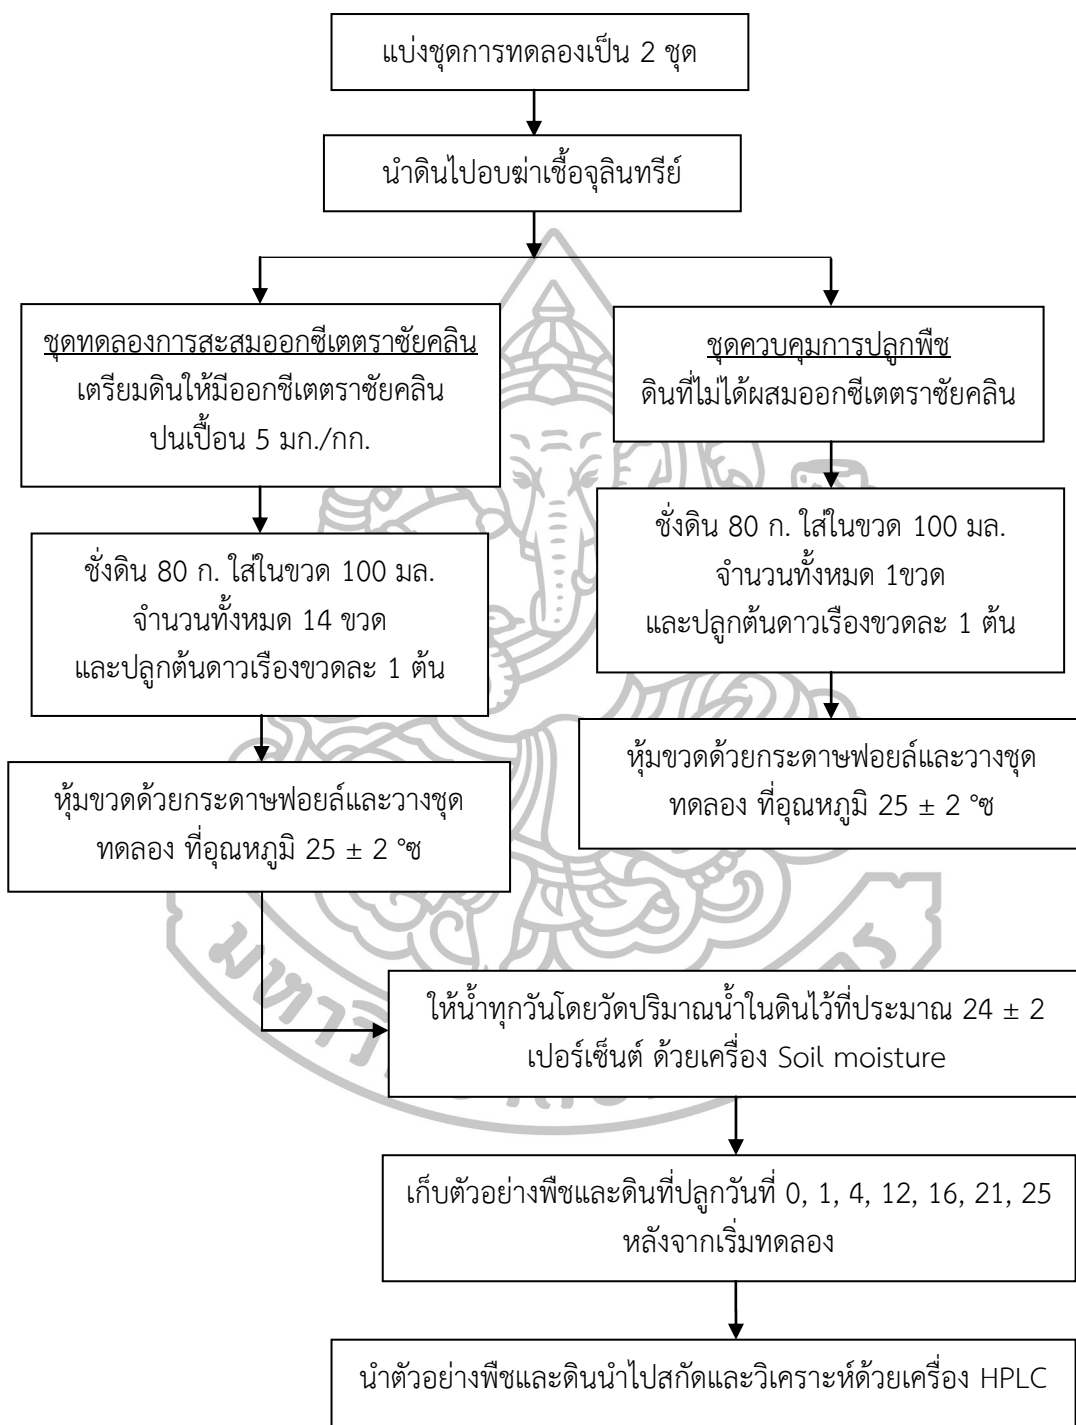 แบ่งชุดการทดลองเป็น 2 ชุด
นำดินไปอบฆ่าเชื้อจุลินทรีย์
ชุดทดลองการสะสมออกซีเตตราซัยคลิน
เตรียมดินให้มีออกซีเตตราซัยคลิน
ปนเปื้อน 5 มก./กก.
ชุดควบคุมการปลูกพืช
ดินที่ไม่ได้ผสมออกซีเตตราซัยคลิน
ชั่งดิน 80 ก. ใส่ในขวด 100 มล.
จำนวนทั้งหมด 14 ขวด
และปลูกต้นดาวเรืองขวดละ 1 ต้น
ชั่งดิน 80 ก. ใส่ในขวด 100 มล.
จำนวนทั้งหมด 1ขวด
และปลูกต้นดาวเรืองขวดละ 1 ต้น
หุ้มขวดด้วยกระดาษฟอยล์และวางชุด
ทดลอง ที่อุณหภูมิ 25 ± 2 °ซ
หุ้มขวดด้วยกระดาษฟอยล์และวางชุด
ทดลอง ที่อุณหภูมิ 25 ± 2 °ซ
ให้น้ำทุกวันโดยวัดปริมาณน้ำในดินไว้ที่ประมาณ 24 ± 2
เปอร์เซ็นต์ ด้วยเครื่อง Soil moisture
เก็บตัวอย่างพืชและดินที่ปลูกวันที่ 0, 1, 4, 12, 16, 21, 25
หลังจากเริ่มทดลอง
นำตัวอย่างพืชและดินนำไปสกัดและวิเคราะห์ด้วยเครื่อง HPLC